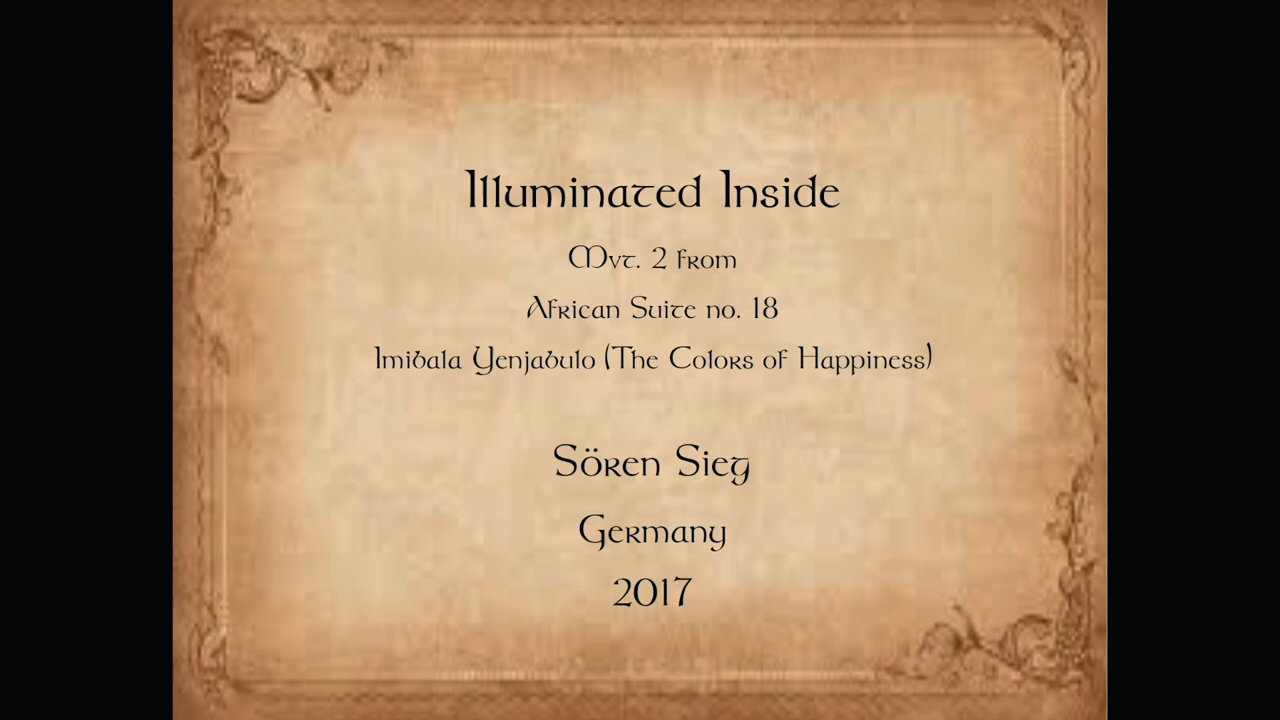 Illuminated Inside
Mvt. 2 from
African Suite no. 18
Imibala Yenjabulo (The Colors of Happiness)
Sören Sieg
Germany
2017